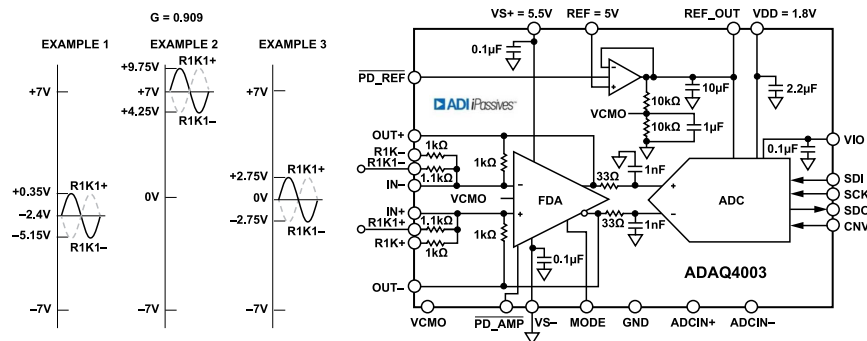 G = 0.909
EXAMPLE 1
+7V
+0.35V
R1K1+
–2.4V
–5.15V
R1K1–
–7V
EXAMPLE 2
+9.75V
R1K1+
+7V
+4.25V
R1K1–
0V
–7V
EXAMPLE 3
+7V
+2.75V
R1K1+
0V
–2.75V
R1K1–
–7V
VS+ = 5.5V
REF = 5V
REF_OUT
VDD = 1.8V
0.1µF
PD_REF
10kΩ
10µF
2.2µF
ADI iPassives™
VCMO
10kΩ
1µF
VIO
0.1µF
OUT+
1kΩ
R1K–
R1K1–
1.1kΩ
1kΩ
IN–
VCMO
33Ω
1nF
FDA
ADC
SDI
SCK
SDO
CNV
IN+
1.1kΩ
R1K1+
1kΩ
R1K+
1kΩ
33Ω
1nF
0.1µF
OUT–
ADAQ4003
VCMO
PD_AMP
VS–
MODE
GND
ADCIN+
ADCIN–